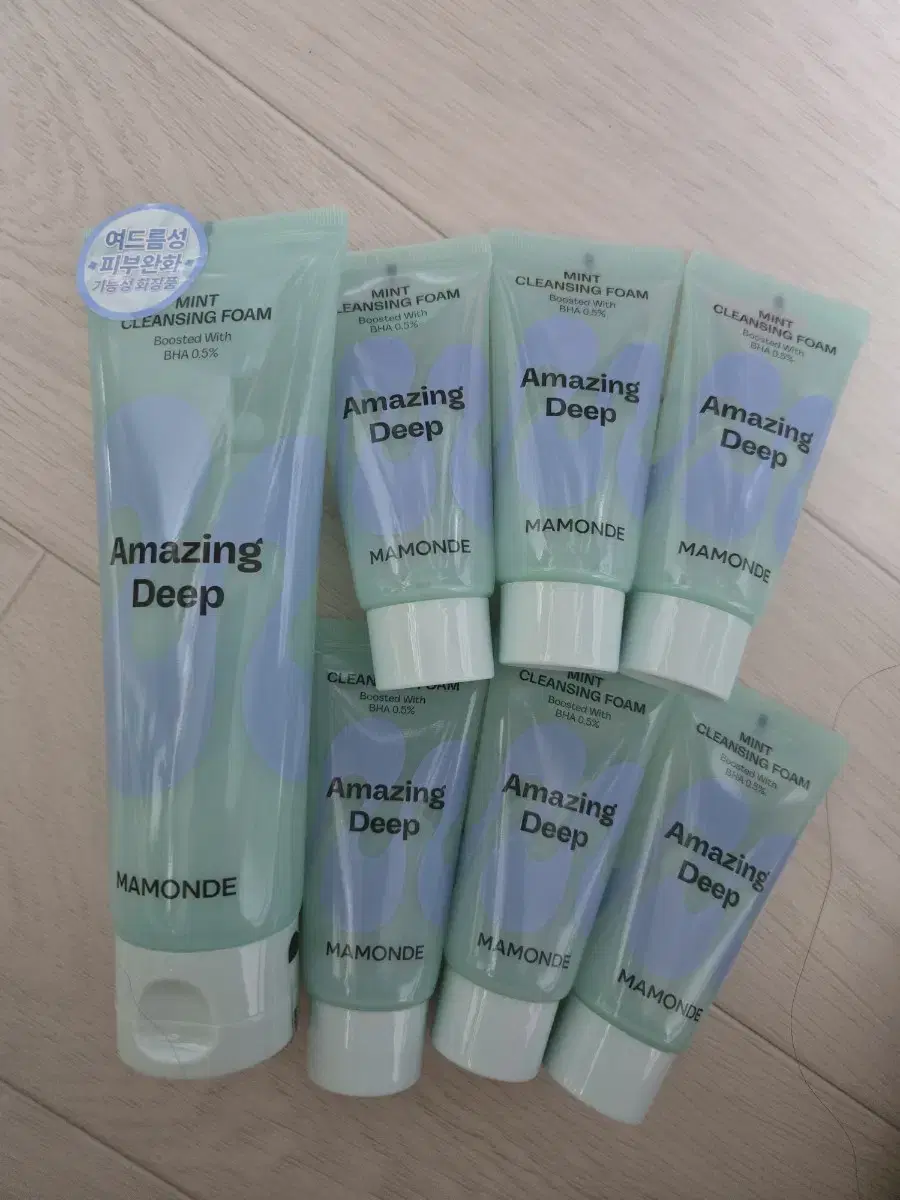 여드름성
피부완화
가능성 화장품
MINT
CLEANSING FOAM
Boosted With
BHA 0.5%
Amazing
Deep
MAMONDE
MINT
LEANSING FOAM
Boosted With
BHA 0.5%
Amazing
Deep
MAMONDE
MINT
CLEANSING FOAM
Boosted With
BHA 0.5%
Amazing
Deep
MAMONDE
MINT
CLEANSING FOAM
Boosted With
BHA 0.5%
Amazing
Deep
MAMONDE
CLEAN FOAM
Boosted With
BHA 0.5%
Amazing
Deep
MAMONDE
MINT
CLEANSING FOAM
Boosted With
BHA 0.5%
Amazing
Deep
MAMONDE
MINT
CLEANSING FOAM
Boosted With
BHA 0.5%
Amazing
Deep
MAMONDE